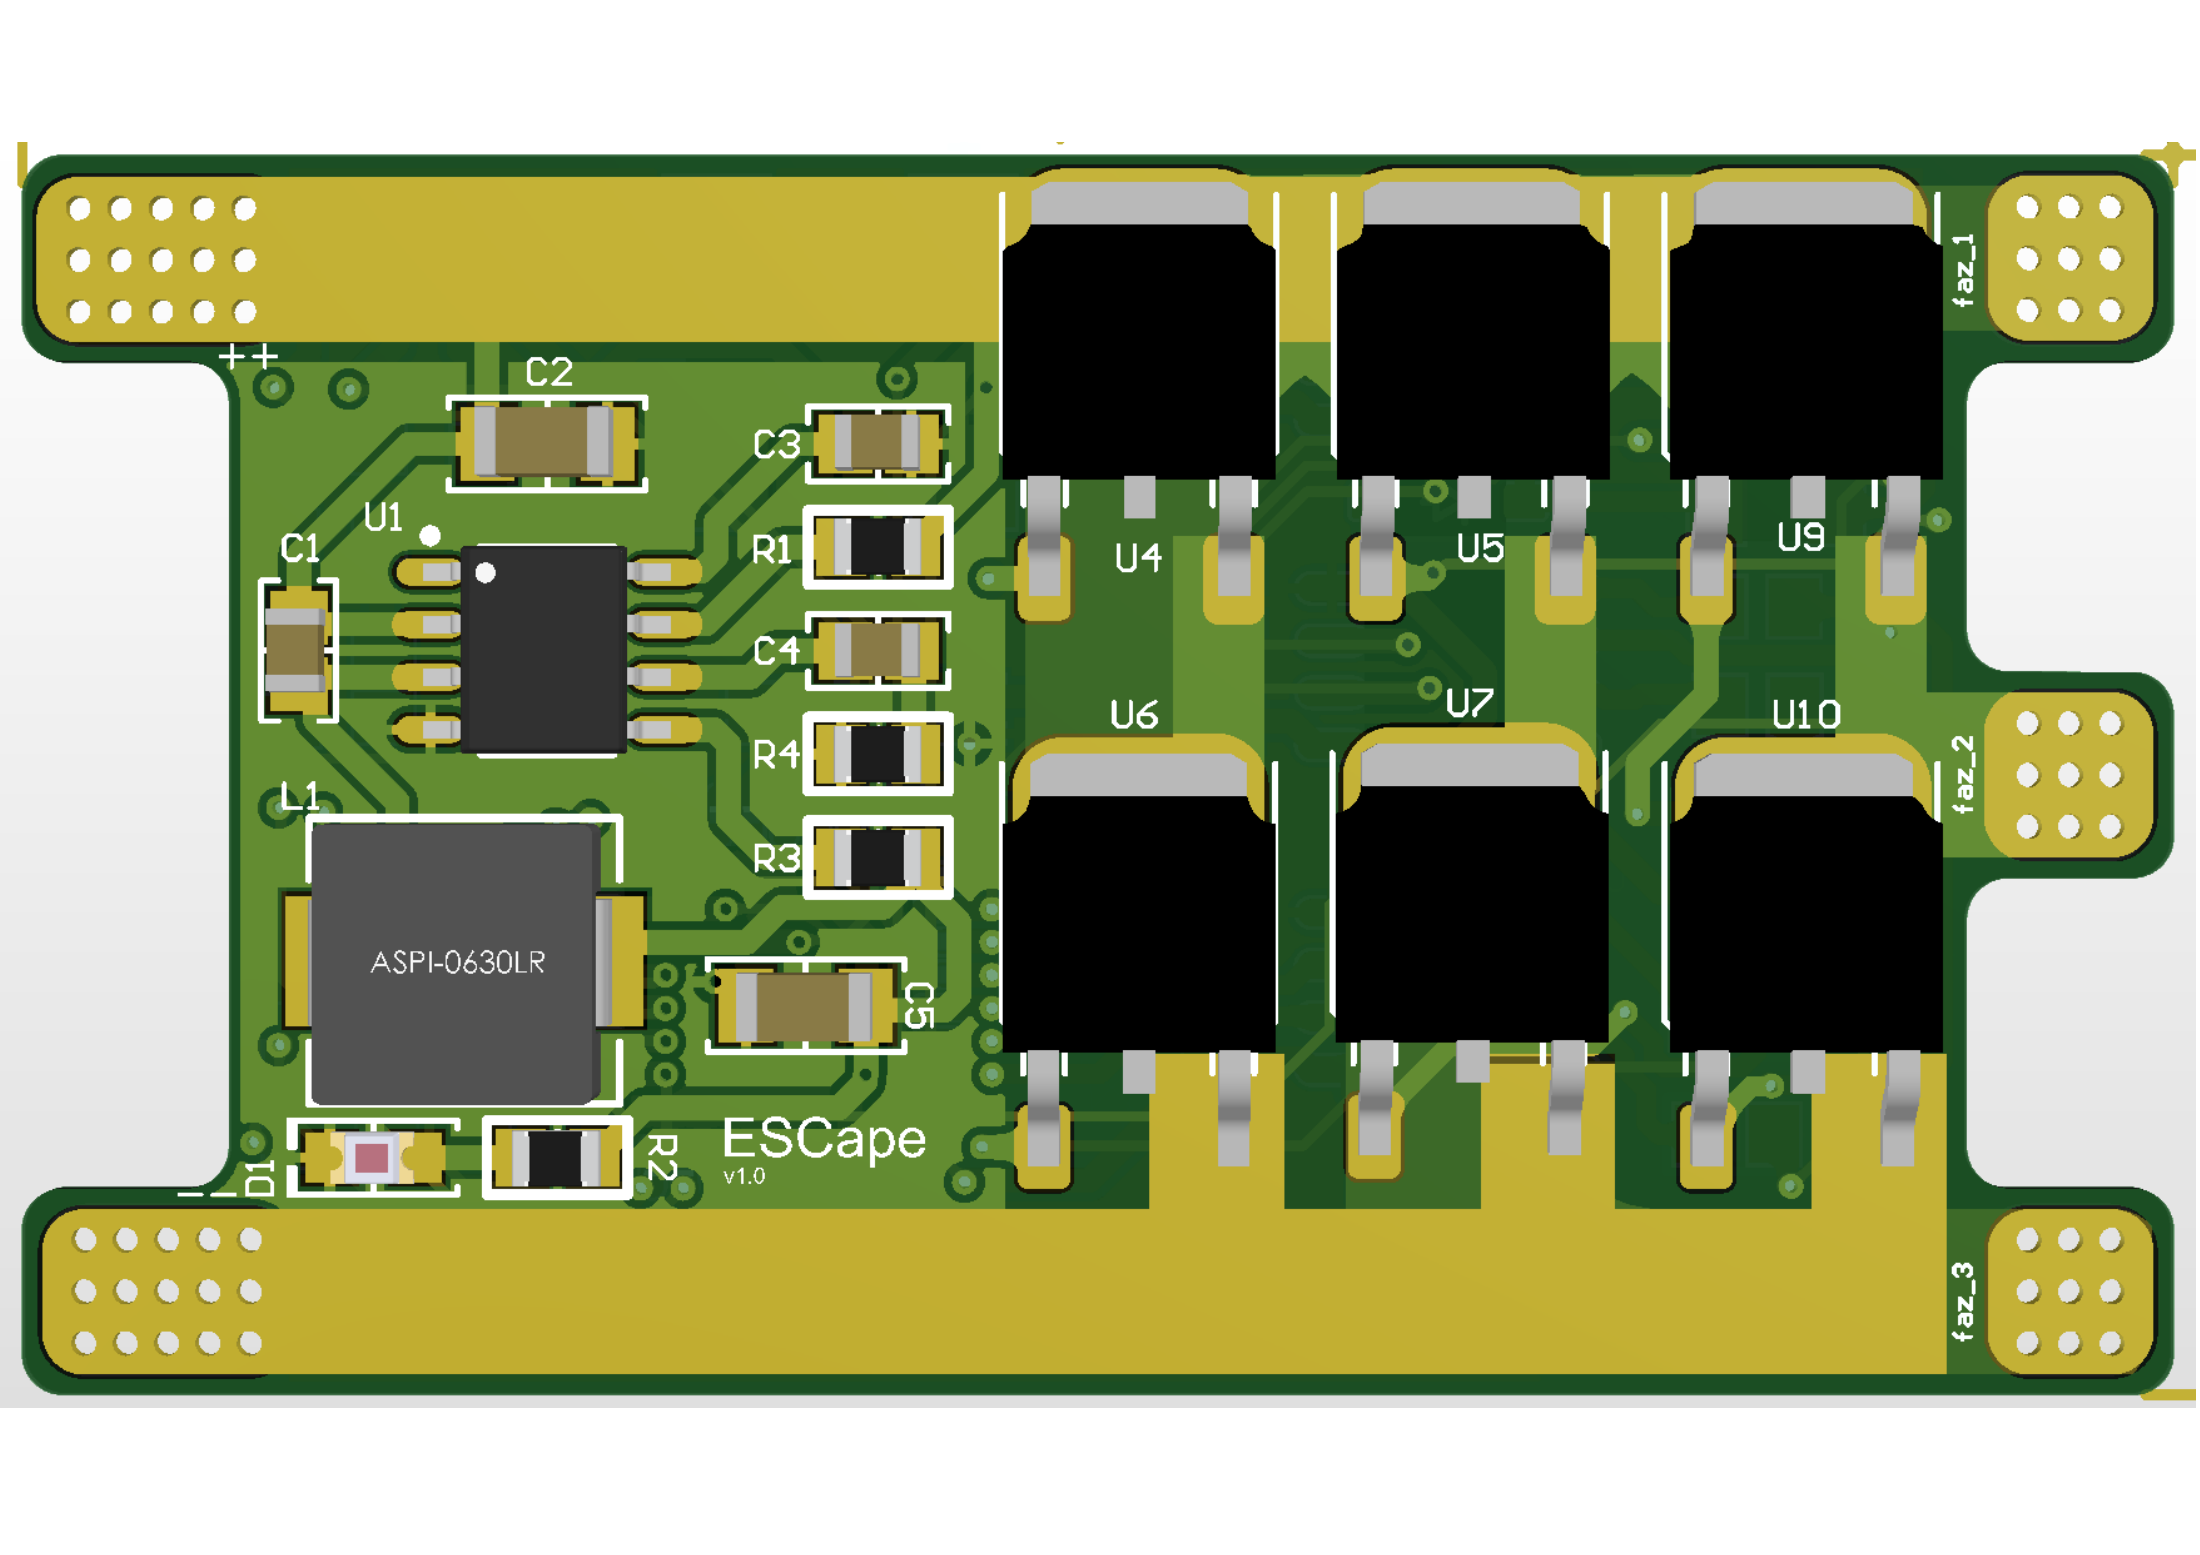 faz_1
++
C2
C3
U1
C1
R1
U4
U5
U9
C4
U6
U7
U10
R4
faz_2
L1
R3
ASPI-0630LR
C5
ESCape
v1.0
R2
D1
--
faz_3